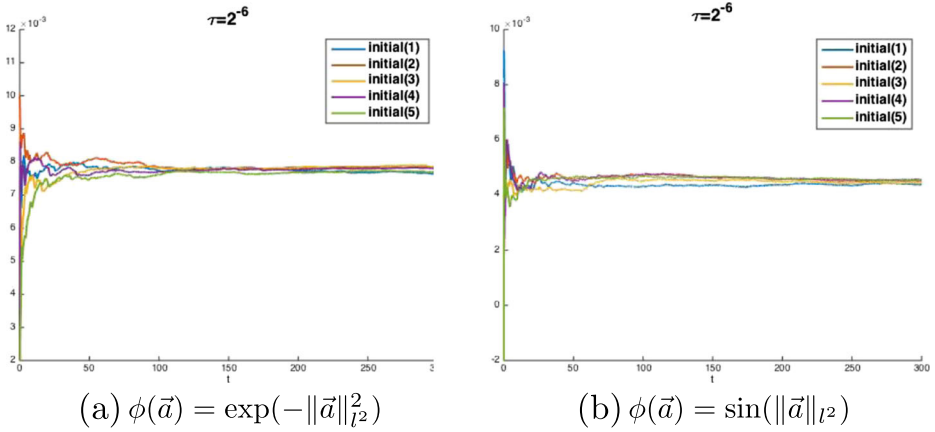 τ=2⁻⁶
×10⁻³
12
11
10
9
8
7
6
5
4
3
2
0 50 100 150 200 250 3
t
initial(1)
initial(2)
initial(3)
initial(4)
initial(5)
(a) ϕ(a⃗) = exp(−‖a⃗‖²_{l²})
τ=2⁻⁶
×10⁻³
10
8
6
4
2
0
-2
0 50 100 150 200 250 300
t
initial(1)
initial(2)
initial(3)
initial(4)
initial(5)
(b) ϕ(a⃗) = sin(‖a⃗‖_{l²})